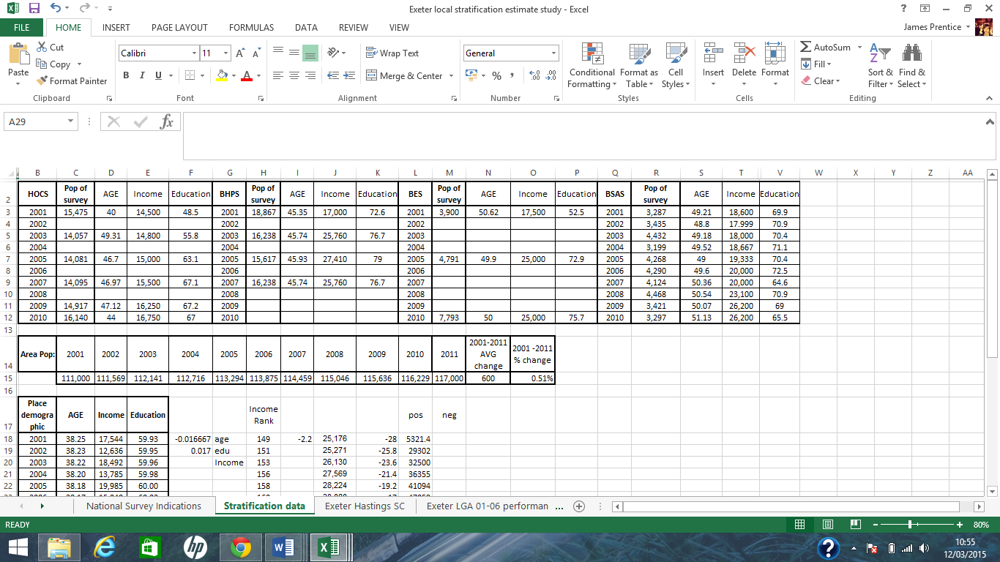 Exeter local stratification estimate study - Excel
FILE HOME INSERT PAGE LAYOUT FORMULAS DATA REVIEW VIEW James Prentice
Cut
Copy
Format Painter
Paste
Calibri 11
B I U
Wrap Text
Merge & Center
General
Conditional Formatting Format as Table Cell Styles
Insert Delete Format
AutoSum
Fill
Clear
Sort & Filter Find & Select
Clipboard Font Alignment Number Styles Cells Editing
A29 fx
B C D E F G H I J K L M N O P Q R S T U V W X Y Z AA
2 HOCS Pop of survey AGE Income Education BHPS Pop of survey AGE Income Education BES Pop of survey AGE Income Education BSAS Pop of survey AGE Income Education
3 2001 15,475 40 14,500 48.5 2001 18,867 45.35 17,000 72.6 2001 3,900 50.62 17,500 52.5 2001 3,287 49.21 18,600 69.9
4 2002 2002 2002 2002 3,435 48.8 17.999 70.9
5 2003 14,057 49.31 14,800 55.8 2003 16,238 45.74 25,760 76.7 2003 2003 4,432 49.18 18,000 70.4
6 2004 2004 2004 2004 3,199 49.52 18,667 71.1
7 2005 14,081 46.7 15,000 63.1 2005 15,617 45.93 27,410 79 2005 4,791 49.9 25,000 72.9 2005 4,268 49 19,333 70.4
8 2006 2006 2006 2006 4,290 49.6 20,000 72.5
9 2007 14,095 46.97 15,500 67.1 2007 16,238 45.74 25,760 76.7 2007 2007 4,124 50.36 20,000 64.6
10 2008 2008 2008 2008 4,468 50.54 23,100 70.9
11 2009 14,917 47.12 16,250 67.2 2009 2009 2009 3,421 50.07 26,200 69
12 2010 16,140 44 16,750 67 2010 2010 7,793 50 25,000 75.7 2010 3,297 51.13 26,200 65.5
13
14 Area Pop: 2001 2002 2003 2004 2005 2006 2007 2008 2009 2010 2011 2001-2011 AVG change 2001 -2011 % change
15 111,000 111,569 112,141 112,716 113,294 113,875 114,459 115,046 115,636 116,229 117,000 600 0.51%
16
17 Place demogra phic AGE Income Education Income Rank pos neg
18 2001 38.25 17,544 59.93 -0.016667 age 149 -2.2 25,176 -28 5321.4
19 2002 38.23 12,636 59.95 0.017 edu 151 25,271 -25.8 29302
20 2003 38.22 18,492 59.96 Income 153 26,130 -23.6 32500
21 2004 38.20 13,785 59.98 156 27,569 -21.4 36355
22 2005 38.18 19,985 60.00 158 28,224 -19.2 41094
National Survey Indications Stratification data Exeter Hastings SC Exeter LGA 01-06 performan ...
READY 80%
10:55
12/03/2015